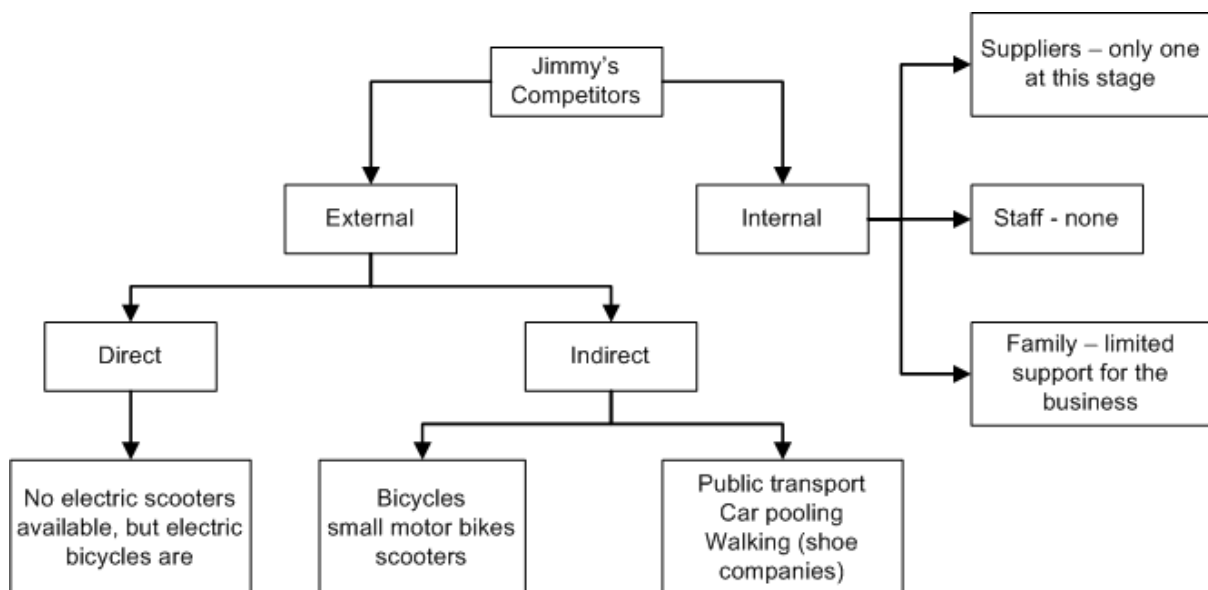 Jimmy's
Competitors
Suppliers – only one
at this stage
External
Internal
Staff - none
Direct
Indirect
Family – limited
support for the
business
No electric scooters
available, but electric
bicycles are
Bicycles
small motor bikes
scooters
Public transport
Car pooling
Walking (shoe
companies)